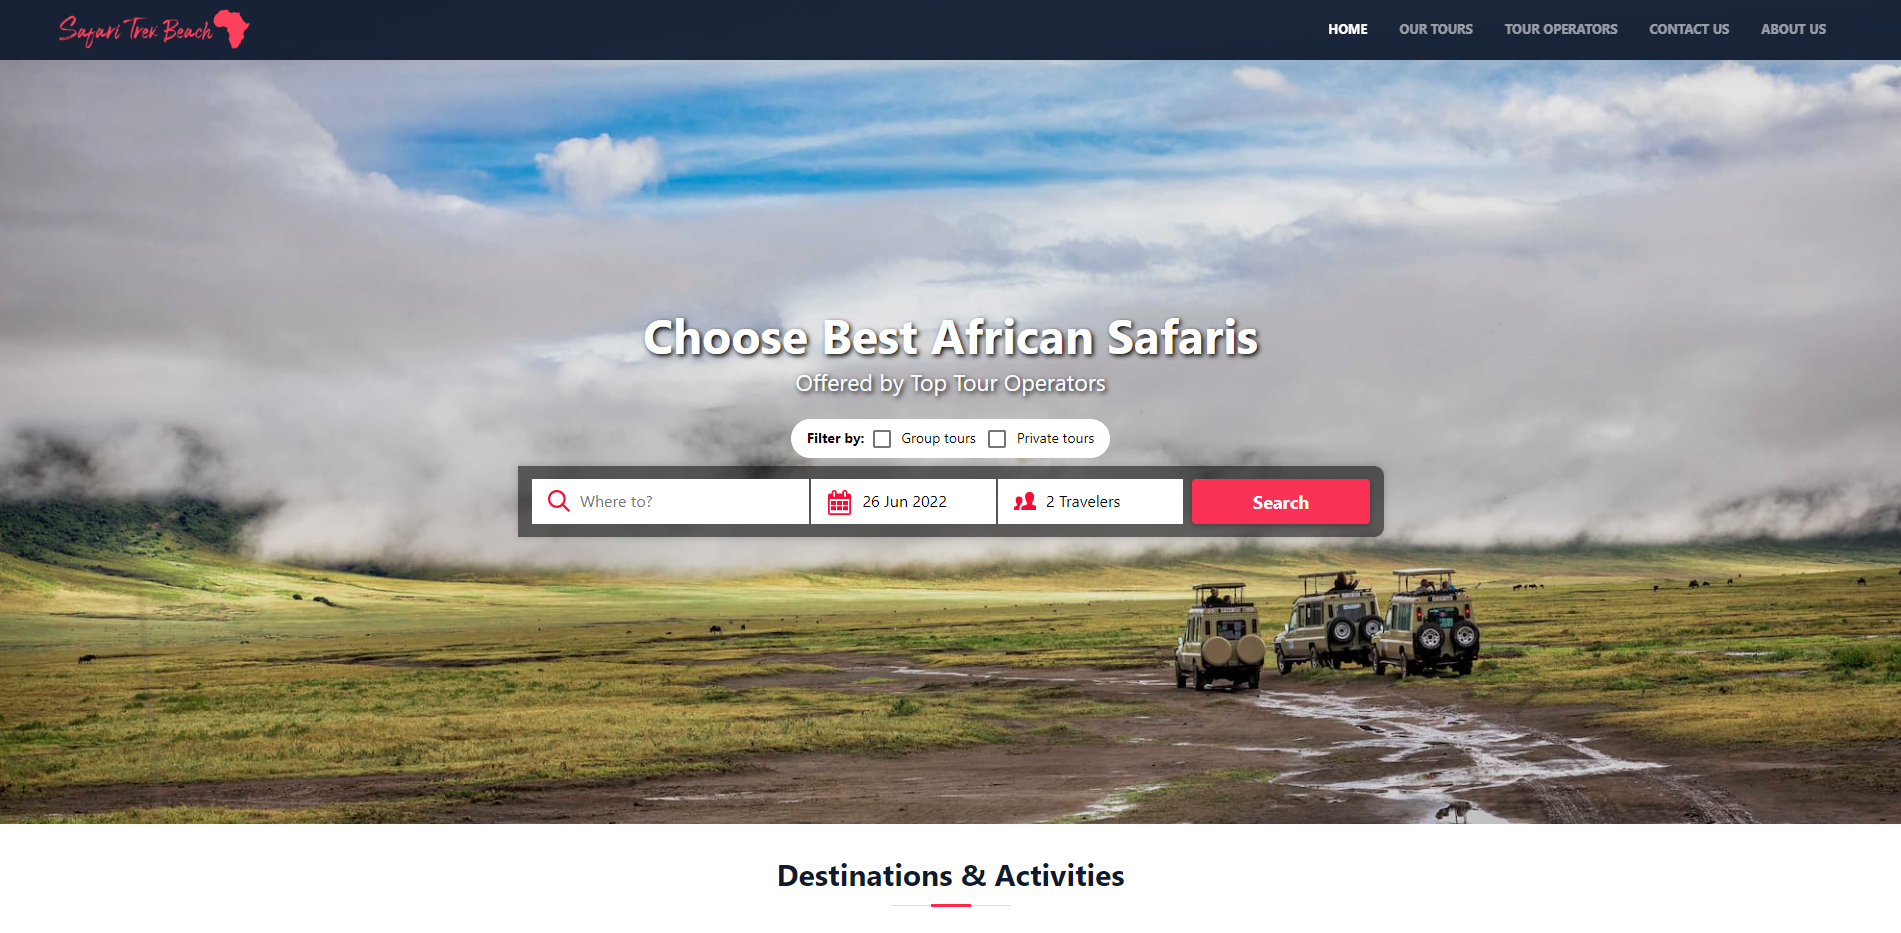 Safari Trek Beach
HOME OUR TOURS TOUR OPERATORS CONTACT US ABOUT US
Choose Best African Safaris
Offered by Top Tour Operators
Filter by: Group tours Private tours
Where to? 26 Jun 2022 2 Travelers Search
Destinations & Activities